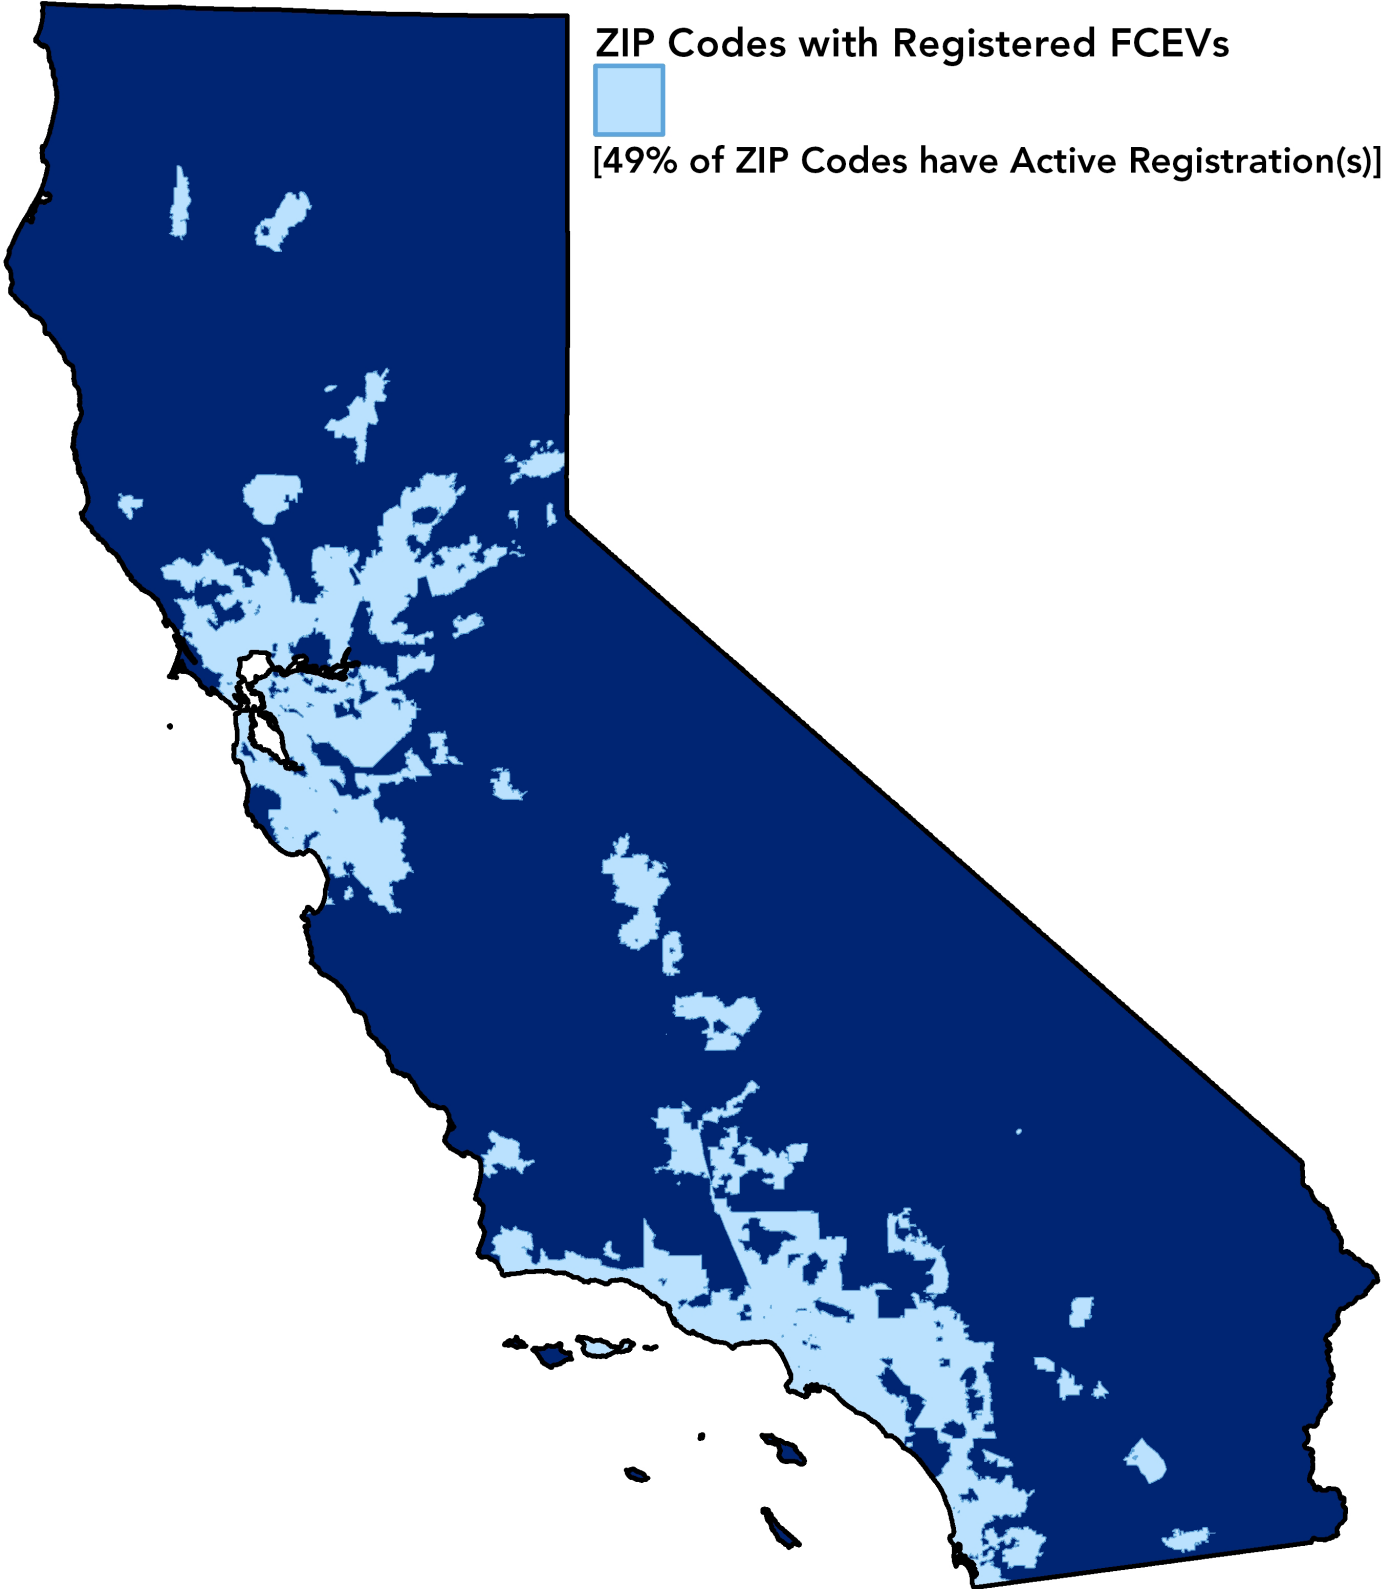 ZIP Codes with Registered FCEVs
[49% of ZIP Codes have Active Registration(s)]